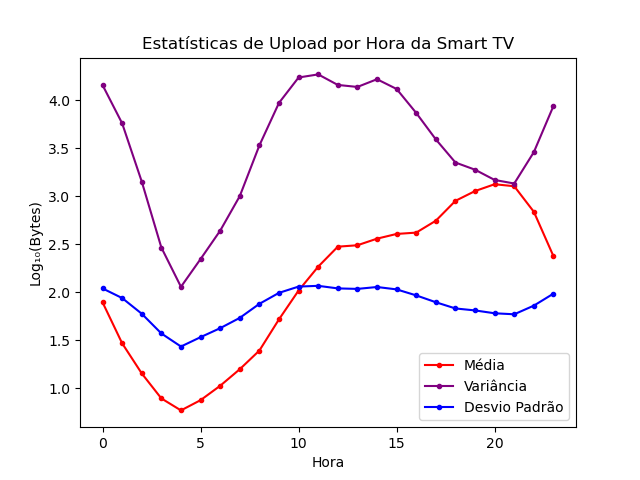 Estatísticas de Upload por Hora da Smart TV
Log₁₀(Bytes)
4.0
3.5
3.0
2.5
2.0
1.5
1.0
0 5 10 15 20
Hora
Média
Variância
Desvio Padrão